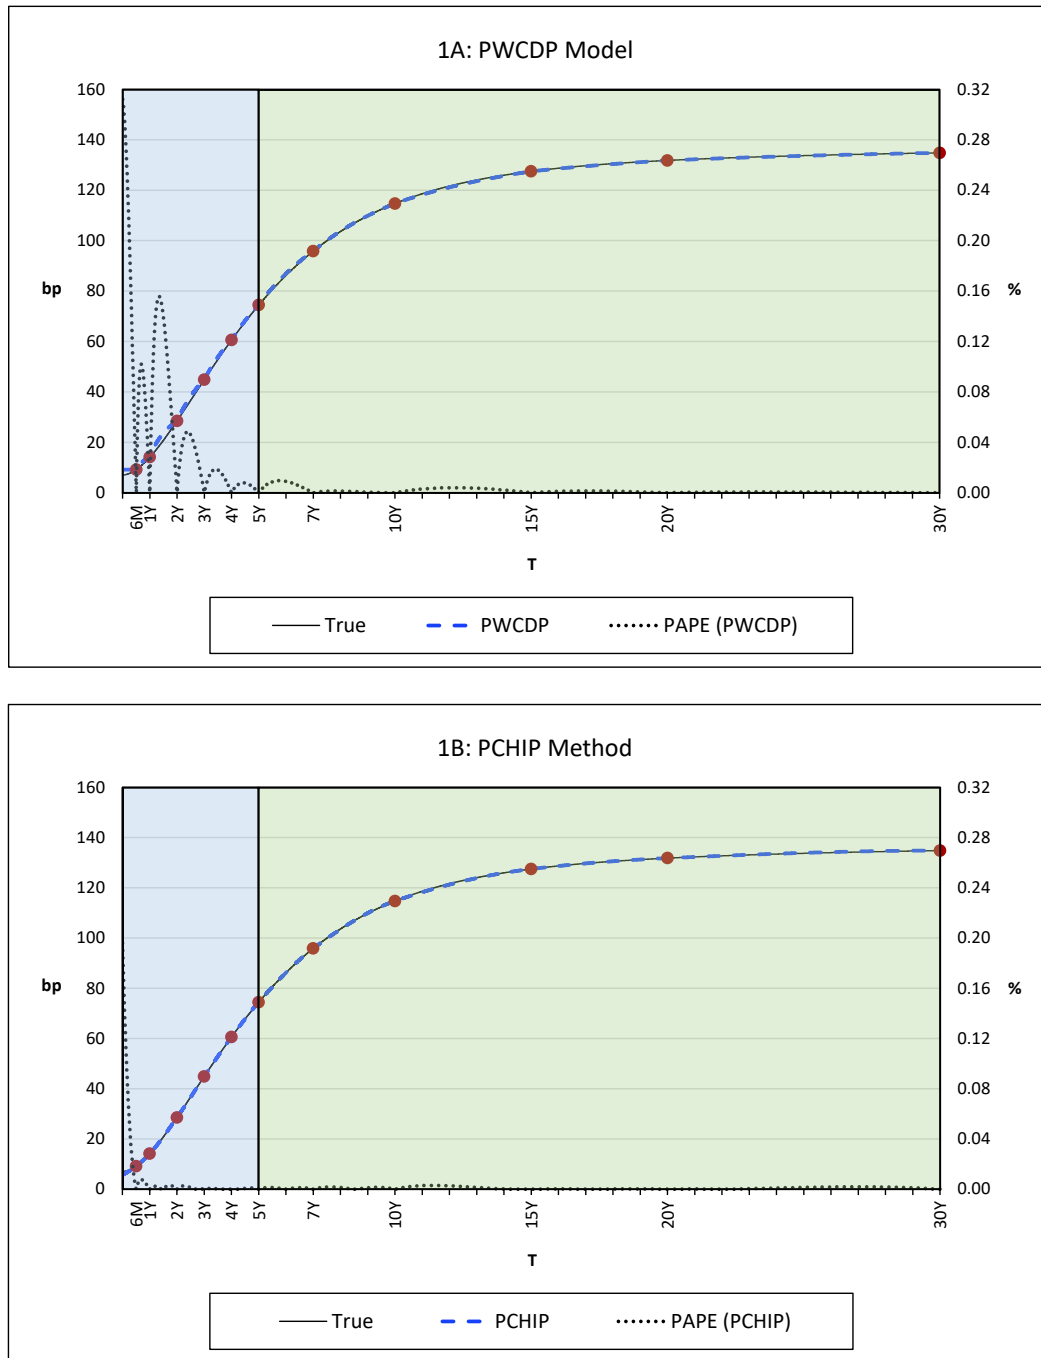 1A: PWCDP Model
160 0.32
140 0.28
120 0.24
100 0.20
bp 80 0.16 %
60 0.12
40 0.08
20 0.04
0 0.00
6M 1Y 2Y 3Y 4Y 5Y 7Y 10Y 15Y 20Y 30Y
T
True PWCDP PAPE (PWCDP)
1B: PCHIP Method
160 0.32
140 0.28
120 0.24
100 0.20
bp 80 0.16 %
60 0.12
40 0.08
20 0.04
0 0.00
6M 1Y 2Y 3Y 4Y 5Y 7Y 10Y 15Y 20Y 30Y
T
True PCHIP PAPE (PCHIP)